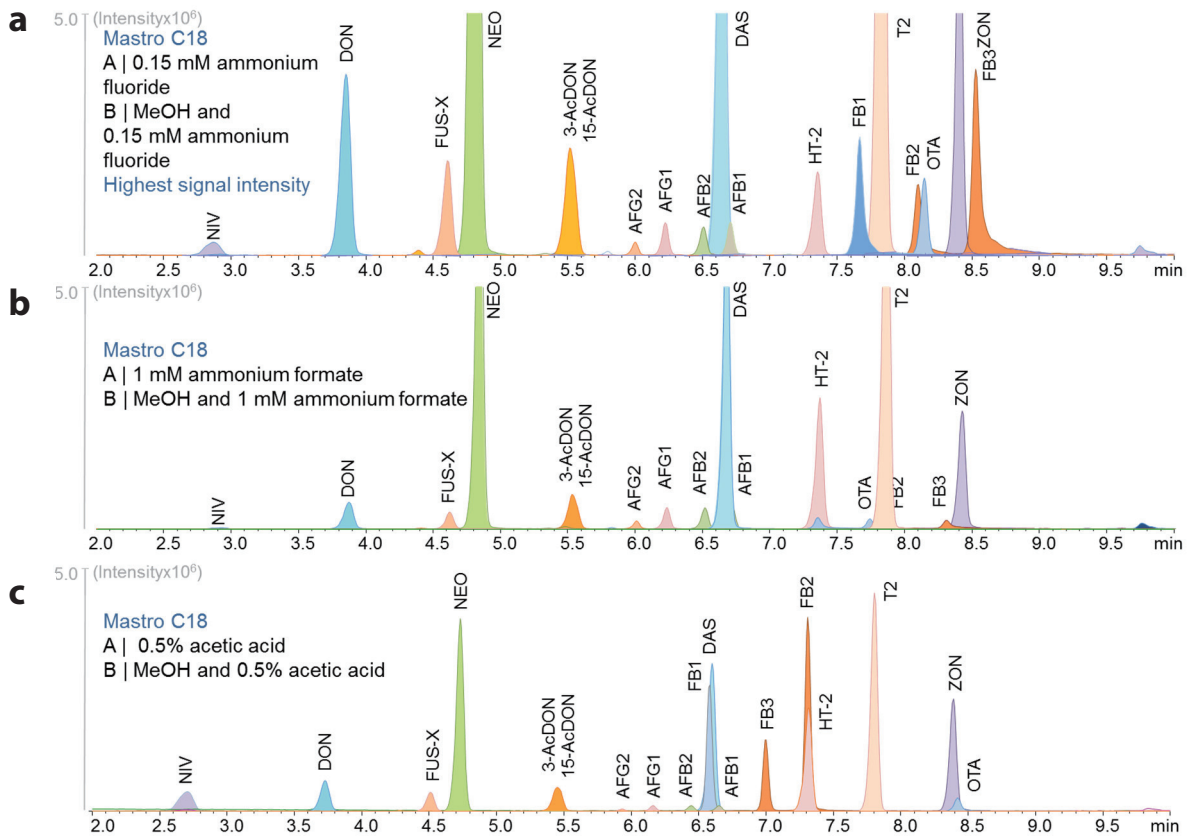 a
5.0 (Intensityx10⁶)
Mastro C18
A | 0.15 mM ammonium
fluoride
B | MeOH and
0.15 mM ammonium
fluoride
Highest signal intensity
NIV
DON
FUS-X
NEO
3-AcDON
15-AcDON
AFG2
AFG1
AFB2
DAS
AFB1
HT-2
FB1
T2
FB2
OTA
ZON
FB3
2.0 2.5 3.0 3.5 4.0 4.5 5.0 5.5 6.0 6.5 7.0 7.5 8.0 8.5 9.0 9.5 min
b
5.0 (Intensityx10⁶)
Mastro C18
A | 1 mM ammonium formate
B | MeOH and 1 mM ammonium formate
NIV
DON
FUS-X
NEO
3-AcDON
15-AcDON
AFG2
AFG1
AFB2
DAS
AFB1
HT-2
OTA
T2
FB2
FB3
ZON
2.0 2.5 3.0 3.5 4.0 4.5 5.0 5.5 6.0 6.5 7.0 7.5 8.0 8.5 9.0 9.5 min
c
5.0 (Intensityx10⁶)
Mastro C18
A | 0.5% acetic acid
B | MeOH and 0.5% acetic acid
NIV
DON
FUS-X
NEO
3-AcDON
15-AcDON
AFG2
AFG1
AFB2
FB1
DAS
AFB1
FB3
FB2
HT-2
T2
ZON
OTA
2.0 2.5 3.0 3.5 4.0 4.5 5.0 5.5 6.0 6.5 7.0 7.5 8.0 8.5 9.0 9.5 min